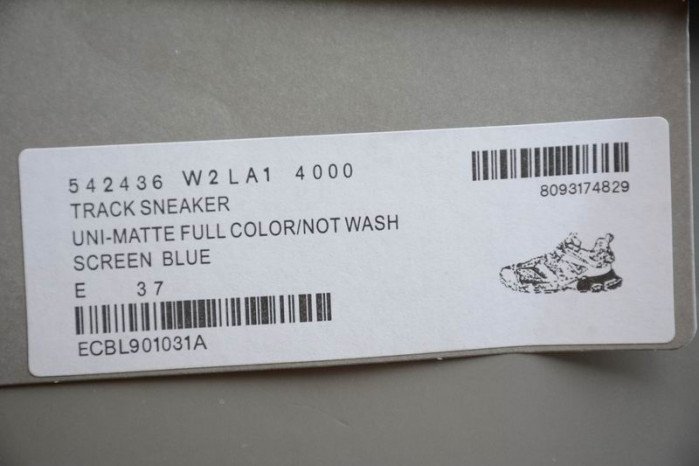 542436 W2LA1 4000
8093174829
TRACK SNEAKER
UNI-MATTE FULL COLOR/NOT WASH
SCREEN BLUE
E 37
ECBL901031A